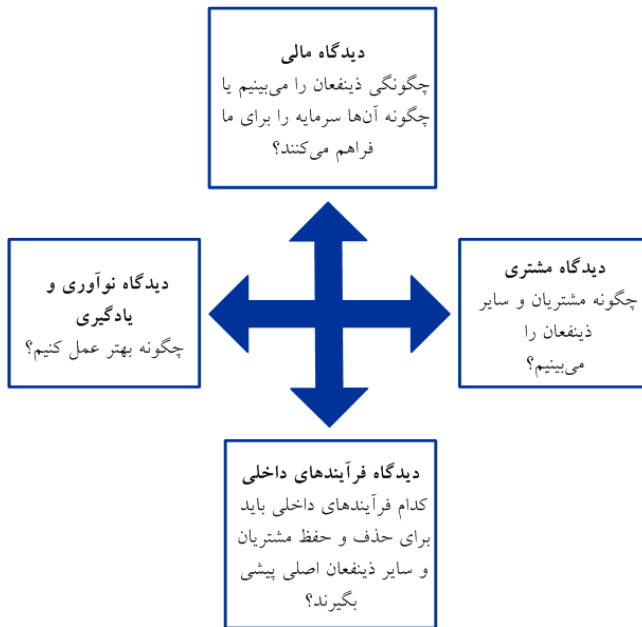 دیدگاه مالی
چگونگی ذینفعان را می‌بینیم یا
چگونه آن‌ها سرمایه را برای ما
فراهم می‌کنند؟
دیدگاه مشتری
چگونه مشتریان و سایر
ذینفعان را
می‌بینیم؟
دیدگاه نوآوری و
یادگیری
چگونه بهتر عمل کنیم؟
دیدگاه فرآیندهای داخلی
کدام فرآیندهای داخلی باید
برای حذف و حفظ مشتریان
و سایر ذینفعان اصلی پیشی
بگیرند؟